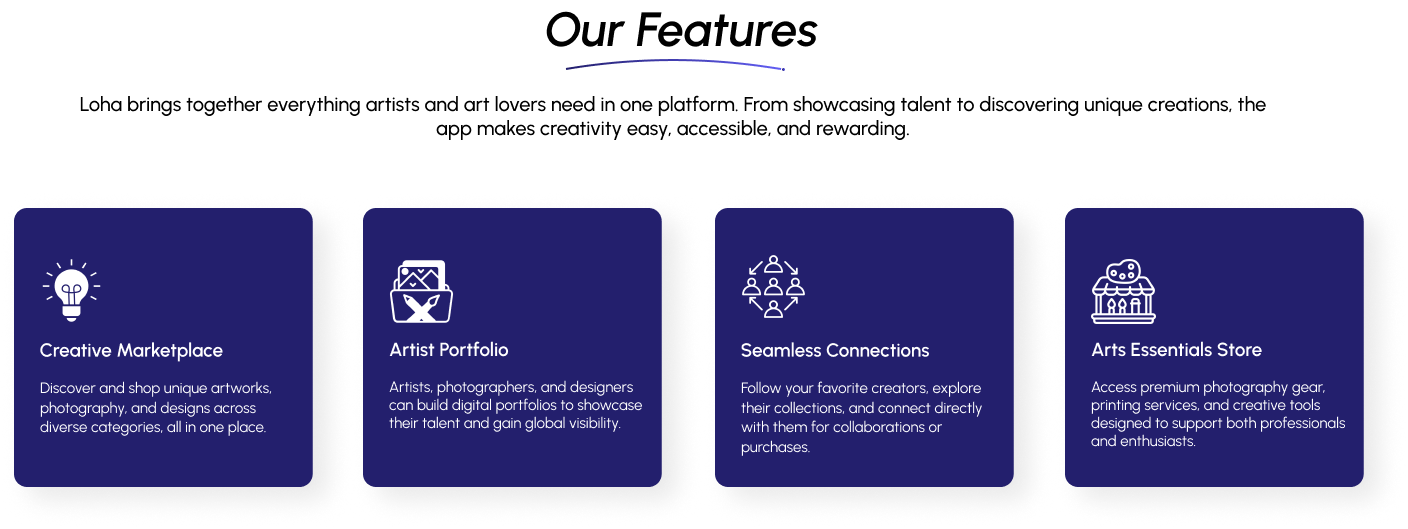 Our Features
Loha brings together everything artists and art lovers need in one platform. From showcasing talent to discovering unique creations, the
app makes creativity easy, accessible, and rewarding.
Creative Marketplace
Discover and shop unique artworks,
photography, and designs across
diverse categories, all in one place.
Artist Portfolio
Artists, photographers, and designers
can build digital portfolios to showcase
their talent and gain global visibility.
Seamless Connections
Follow your favorite creators, explore
their collections, and connect directly
with them for collaborations or
purchases.
Arts Essentials Store
Access premium photography gear,
printing services, and creative tools
designed to support both professionals
and enthusiasts.